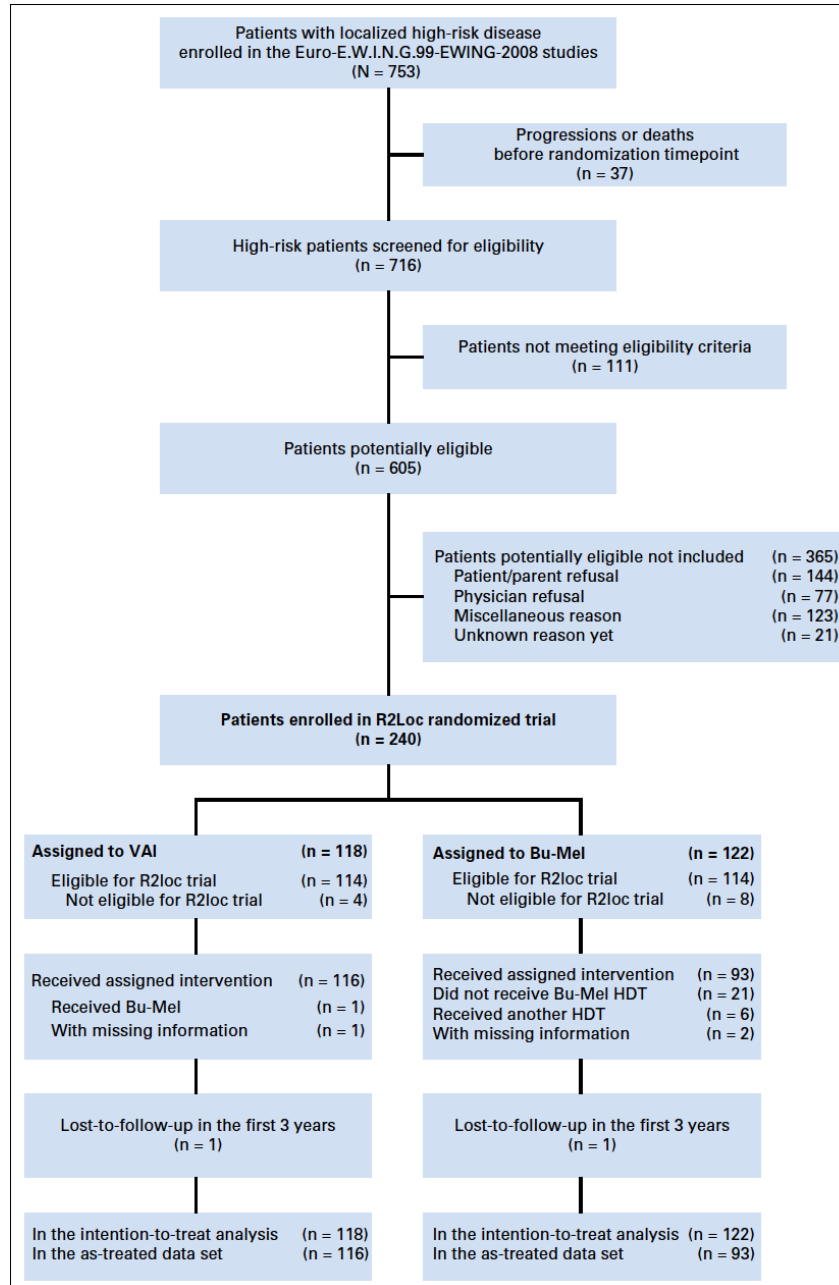 Patients with localized high-risk disease
enrolled in the Euro-E.W.I.N.G.99-EWING-2008 studies
(N = 753)
Progressions or deaths
before randomization timepoint
(n = 37)
High-risk patients screened for eligibility
(n = 716)
Patients not meeting eligibility criteria
(n = 111)
Patients potentially eligible
(n = 605)
Patients potentially eligible not included (n = 365)
Patient/parent refusal (n = 144)
Physician refusal (n = 77)
Miscellaneous reason (n = 123)
Unknown reason yet (n = 21)
Patients enrolled in R2Loc randomized trial
(n = 240)
Assigned to VAI (n = 118)
Eligible for R2loc trial (n = 114)
Not eligible for R2loc trial (n = 4)
Assigned to Bu-Mel (n = 122)
Eligible for R2loc trial (n = 114)
Not eligible for R2loc trial (n = 8)
Received assigned intervention (n = 116)
Received Bu-Mel (n = 1)
With missing information (n = 1)
Received assigned intervention (n = 93)
Did not receive Bu-Mel HDT (n = 21)
Received another HDT (n = 6)
With missing information (n = 2)
Lost-to-follow-up in the first 3 years
(n = 1)
Lost-to-follow-up in the first 3 years
(n = 1)
In the intention-to-treat analysis (n = 118)
In the as-treated data set (n = 116)
In the intention-to-treat analysis (n = 122)
In the as-treated data set (n = 93)